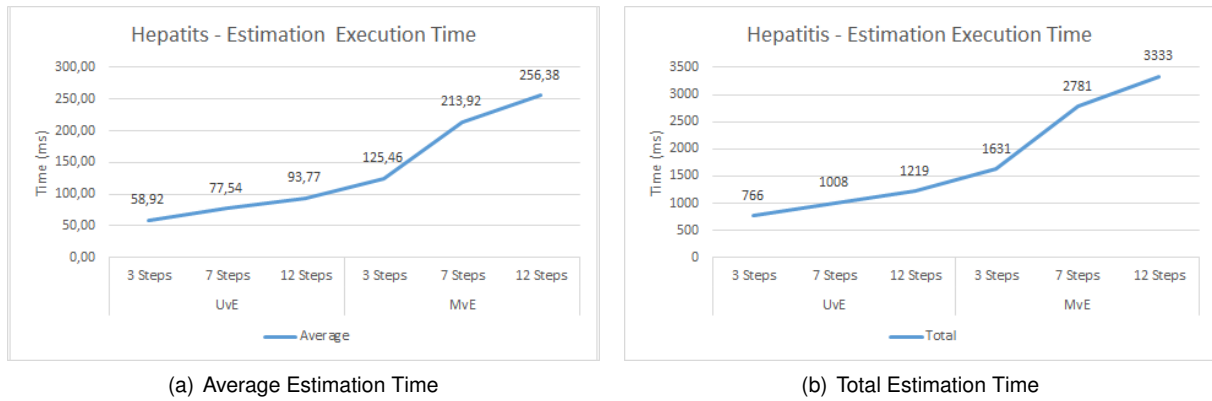 Hepatits - Estimation Execution Time
300,00
250,00
200,00
150,00
100,00
50,00
0,00
Time (ms)
58,92
77,54
93,77
125,46
213,92
256,38
3 Steps 7 Steps 12 Steps 3 Steps 7 Steps 12 Steps
UvE MvE
Average
(a) Average Estimation Time
Hepatitis - Estimation Execution Time
3500
3000
2500
2000
1500
1000
500
0
Time (ms)
766
1008
1219
1631
2781
3333
3 Steps 7 Steps 12 Steps 3 Steps 7 Steps 12 Steps
UvE MvE
Total
(b) Total Estimation Time